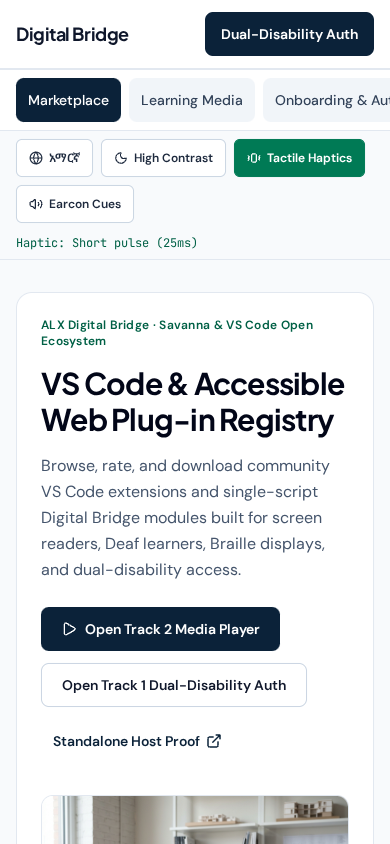 Digital Bridge
Dual-Disability Auth
Marketplace
Learning Media
Onboarding & Aut
አማርኛ
High Contrast
Tactile Haptics
Earcon Cues
Haptic: Short pulse (25ms)
ALX Digital Bridge · Savanna & VS Code Open
Ecosystem
VS Code & Accessible
Web Plug-in Registry
Browse, rate, and download community
VS Code extensions and single-script
Digital Bridge modules built for screen
readers, Deaf learners, Braille displays,
and dual-disability access.
Open Track 2 Media Player
Open Track 1 Dual-Disability Auth
Standalone Host Proof